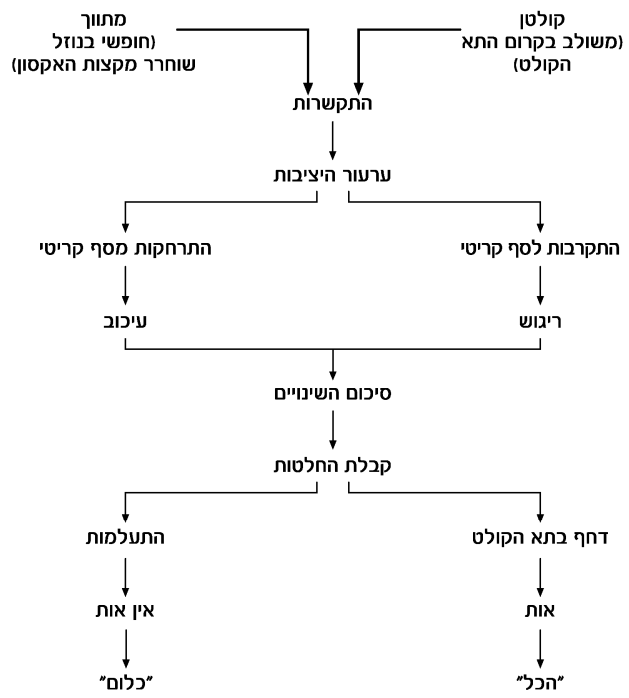 קולטן
(משולב בקרום התא
הקולט)
מתווך
(חופשי בנוזל
שוחרר מקצות האקסון)
התקשרות
ערעור היציבות
התקרבות לסף קריטי
התרחקות מסף קריטי
ריגוש
עיכוב
סיכום השינויים
קבלת החלטות
דחף בתא הקולט
התעלמות
אות
אין אות
"הכל"
"כלום"